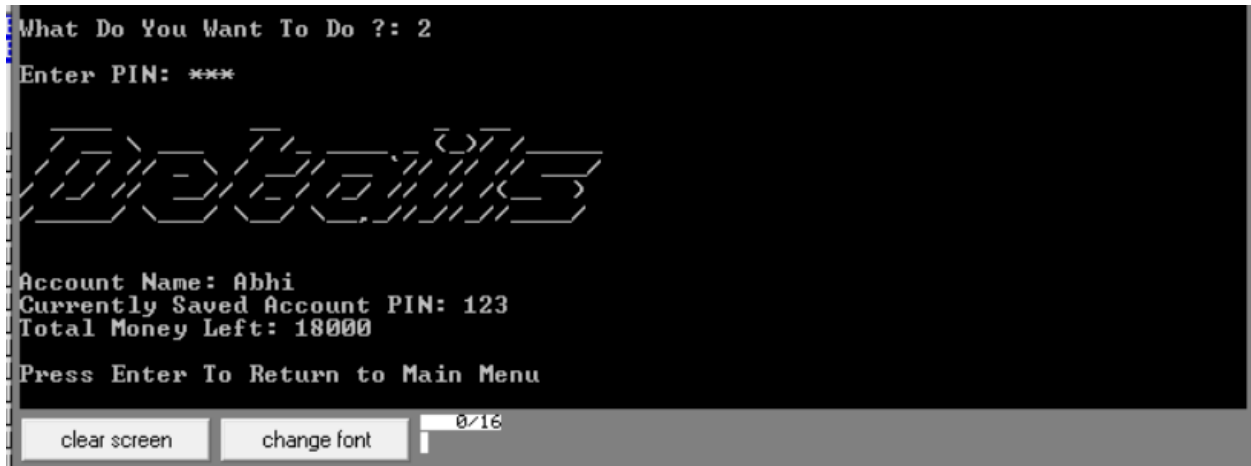 What Do You Want To Do ?: 2
Enter PIN: ***
Details
Account Name: Abhi
Currently Saved Account PIN: 123
Total Money Left: 18000
Press Enter To Return to Main Menu
0/16
clear screen change font